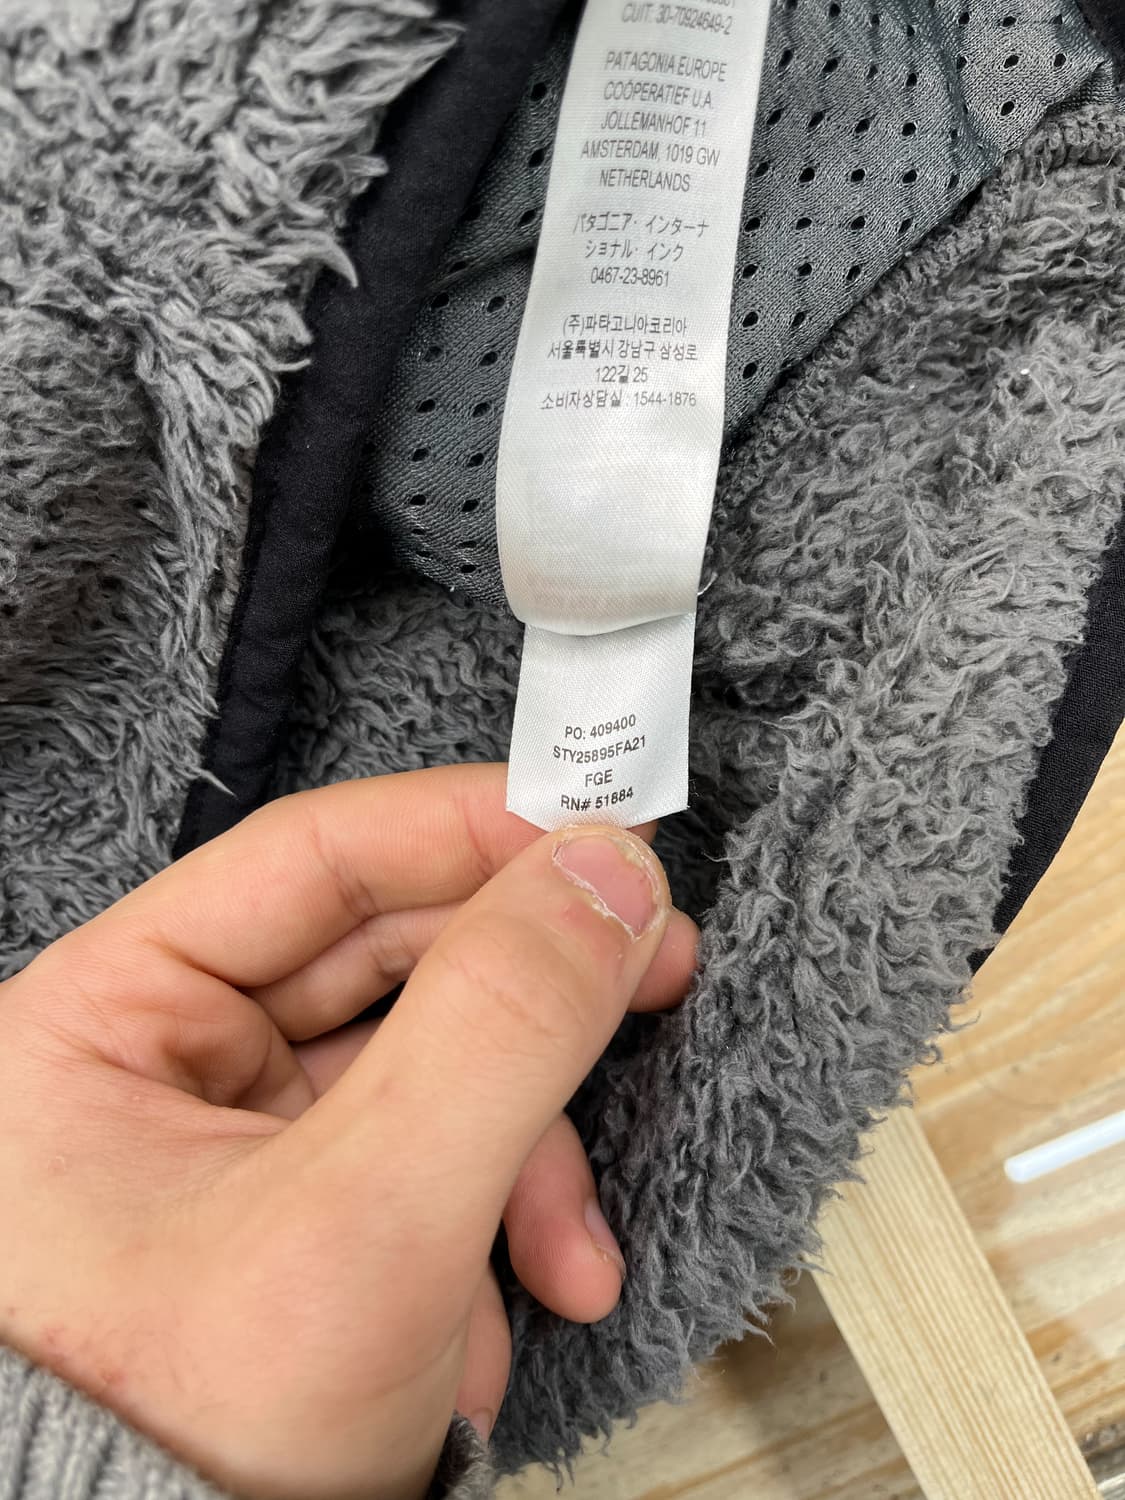 CUIT: 30-70924649-2
PATAGONIA EUROPE
COÖPERATIEF U.A.
JOLLEMANHOF 11
AMSTERDAM, 1019 GW
NETHERLANDS
パタゴニア・インターナ
ショナル・インク
0467-23-8961
(주)파타고니아코리아
서울특별시 강남구 삼성로
122길 25
소비자상담실 : 1544-1876
PO: 409400
STY25895FA21
FGE
RN# 51884